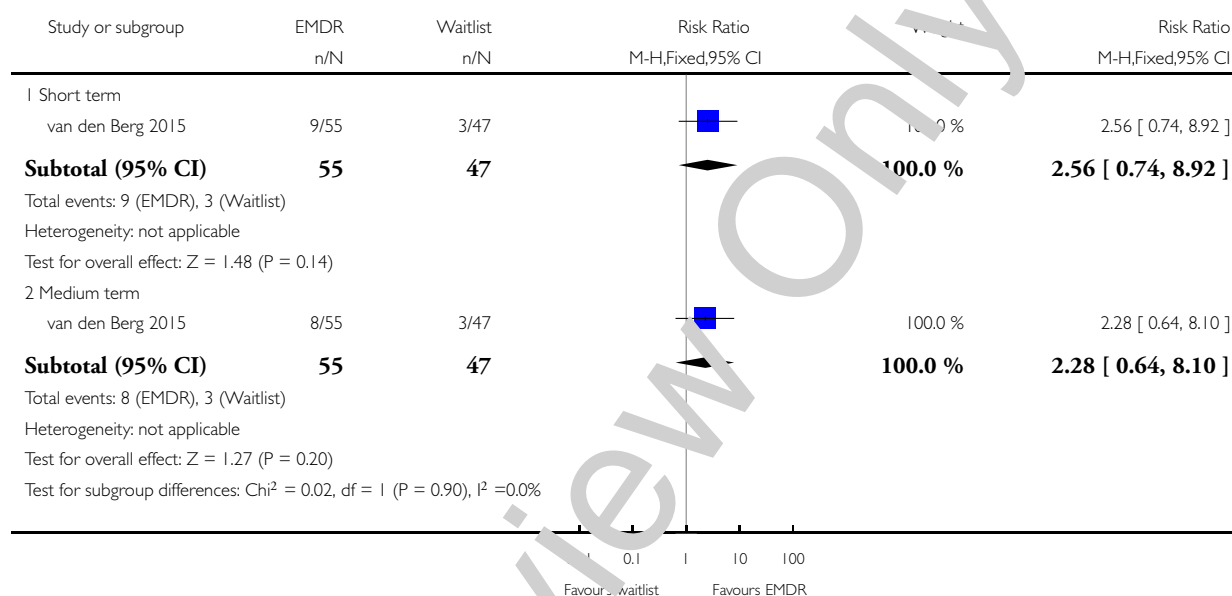 Study or subgroup EMDR Waitlist Risk Ratio Risk Ratio
n/N n/N M-H,Fixed,95% CI M-H,Fixed,95% CI
1 Short term
van den Berg 2015 9/55 3/47 2.56 [ 0.74, 8.92 ]
Subtotal (95% CI) 55 47 100.0 % 2.56 [ 0.74, 8.92 ]
Total events: 9 (EMDR), 3 (Waitlist)
Heterogeneity: not applicable
Test for overall effect: Z = 1.48 (P = 0.14)
2 Medium term
van den Berg 2015 8/55 3/47 100.0 % 2.28 [ 0.64, 8.10 ]
Subtotal (95% CI) 55 47 100.0 % 2.28 [ 0.64, 8.10 ]
Total events: 8 (EMDR), 3 (Waitlist)
Heterogeneity: not applicable
Test for overall effect: Z = 1.27 (P = 0.20)
Test for subgroup differences: Chi² = 0.02, df = 1 (P = 0.90), I² =0.0%
0.1 1 10 100
Favours waitlist Favours EMDR
view Only